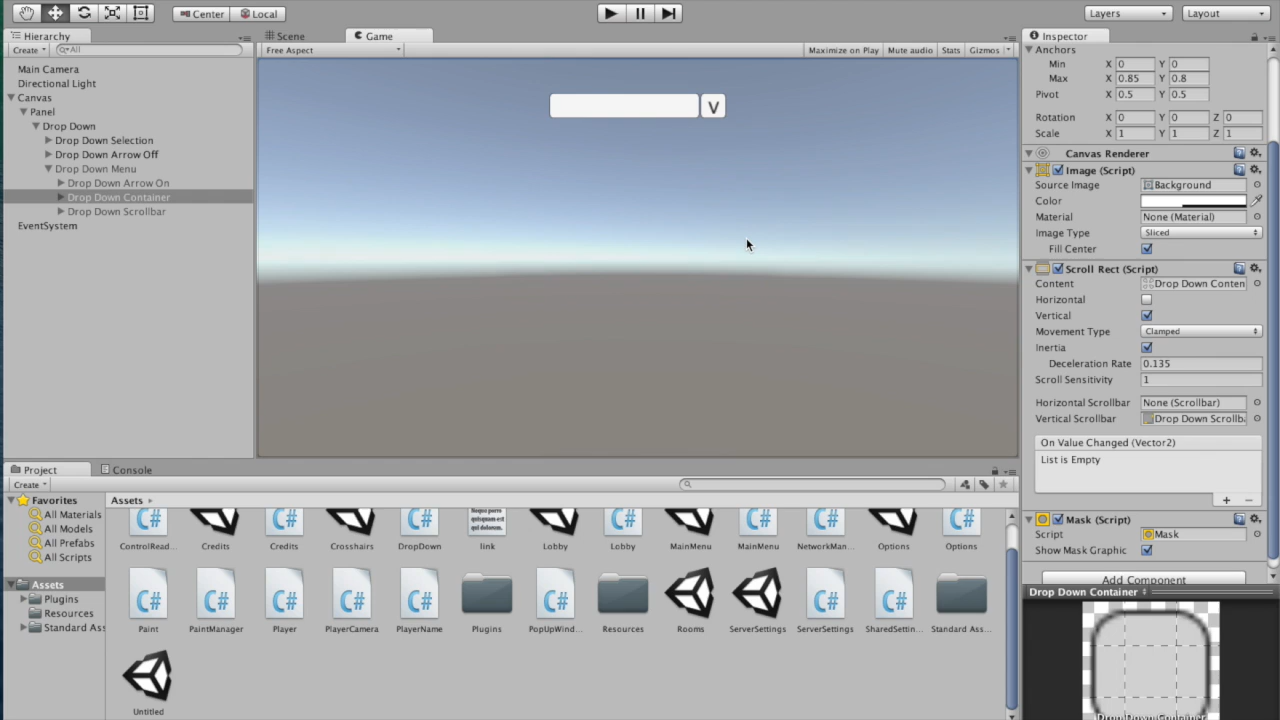 Center Local Layers Layout
Hierarchy
Create All
Main Camera
Directional Light
Canvas
Panel
Drop Down
Drop Down Selection
Drop Down Arrow Off
Drop Down Menu
Drop Down Arrow On
Drop Down Container
Drop Down Scrollbar
EventSystem
Scene Game
Free Aspect Maximize on Play Mute audio Stats Gizmos
V
Inspector
Anchors
Min X 0 Y 0
Max X 0.85 Y 0.8
Pivot X 0.5 Y 0.5
Rotation X 0 Y 0 Z 0
Scale X 1 Y 1 Z 1
Canvas Renderer
Image (Script)
Source Image Background
Color
Material None (Material)
Image Type Sliced
Fill Center
Scroll Rect (Script)
Content Drop Down Conten
Horizontal
Vertical
Movement Type Clamped
Inertia
Deceleration Rate 0.135
Scroll Sensitivity 1
Horizontal Scrollbar None (Scrollbar)
Vertical Scrollbar Drop Down Scrollb
On Value Changed (Vector2)
List is Empty
+ −
Mask (Script)
Script Mask
Show Mask Graphic
Add Component
Drop Down Container
Project Console
Create
Favorites
All Materials
All Models
All Prefabs
All Scripts
Assets
Plugins
Resources
Standard Ass
Assets
C# C# C# C# C# C# C# C#
ControlRead... Credits Credits Crosshairs DropDown link Lobby Lobby MainMenu MainMenu NetworkMan... Options Options
C# C# C# C# C# C# C# C#
Paint PaintManager Player PlayerCamera PlayerName Plugins PopUpWind... Resources Rooms ServerSettings ServerSettings SharedSettin... Standard Ass...
Untitled